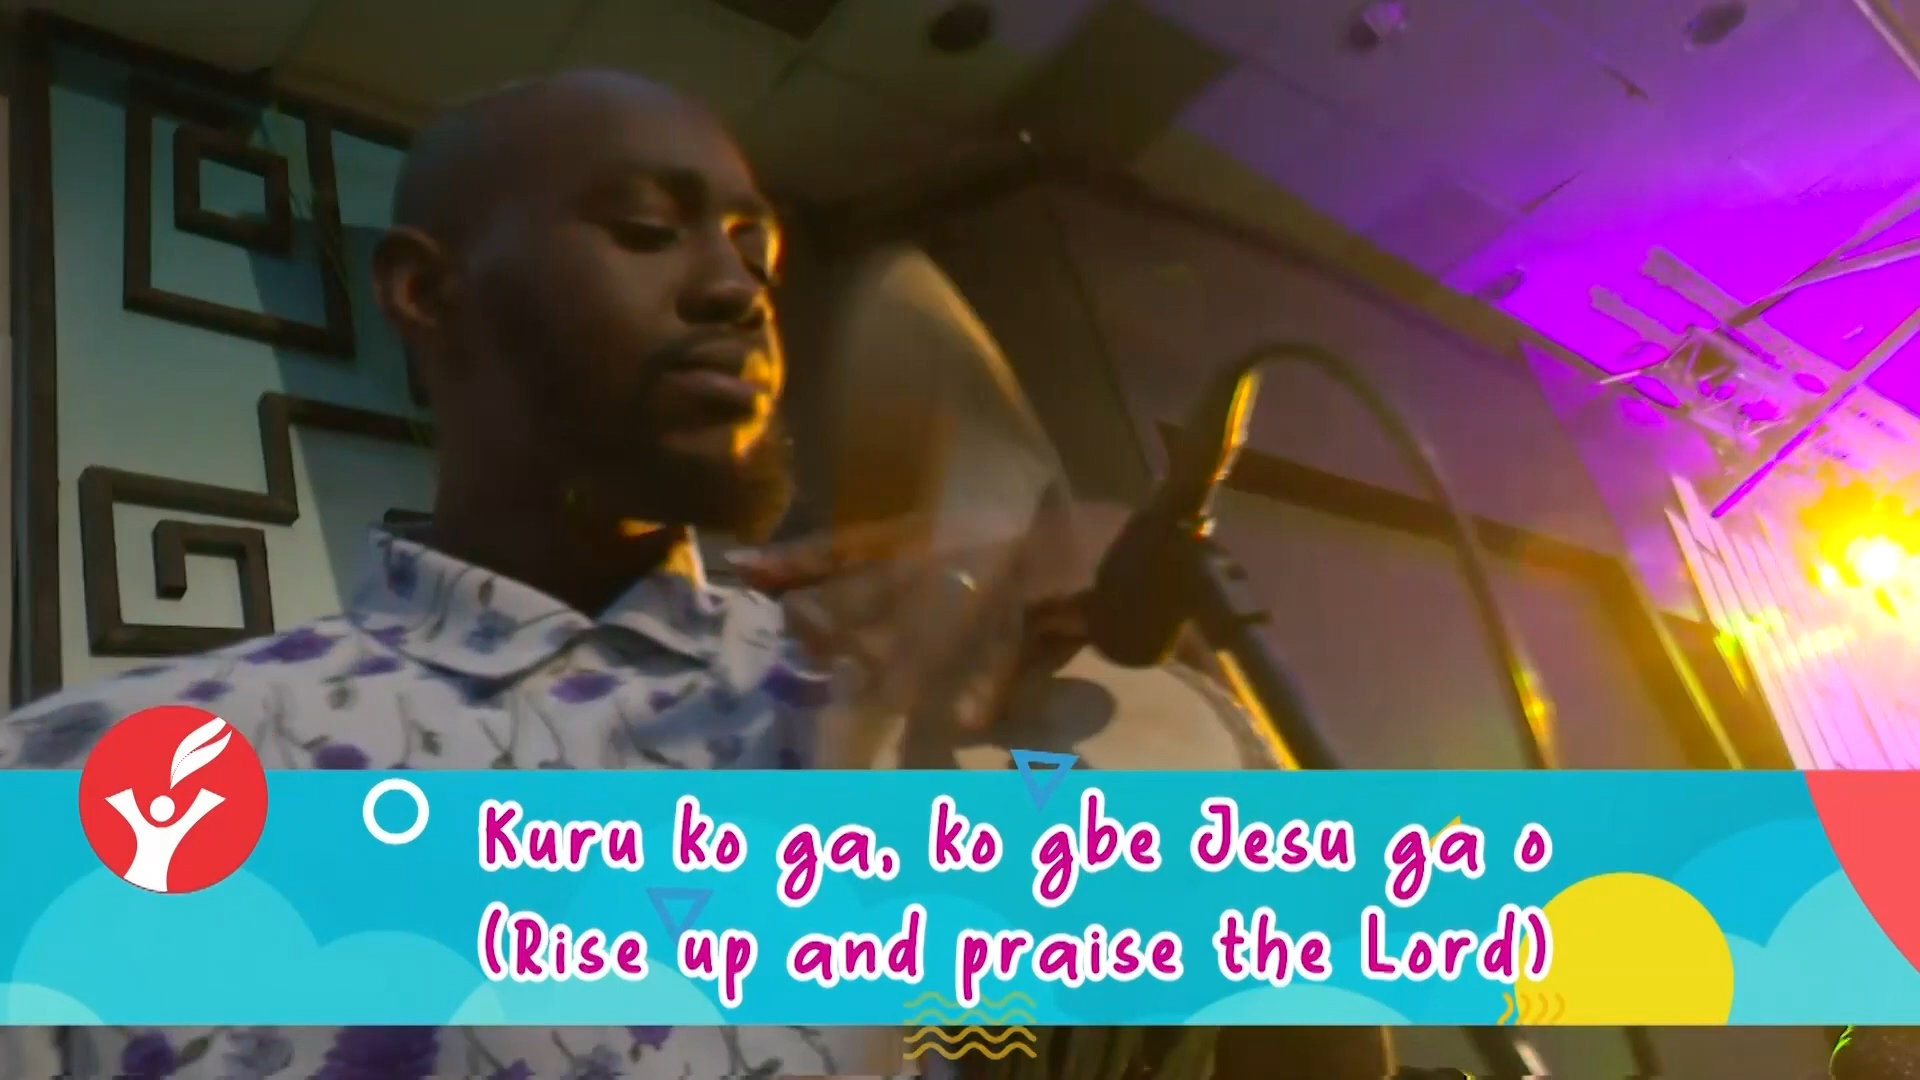 Kuru ko ga, ko gbe Jesu ga o
(Rise up and praise the Lord)